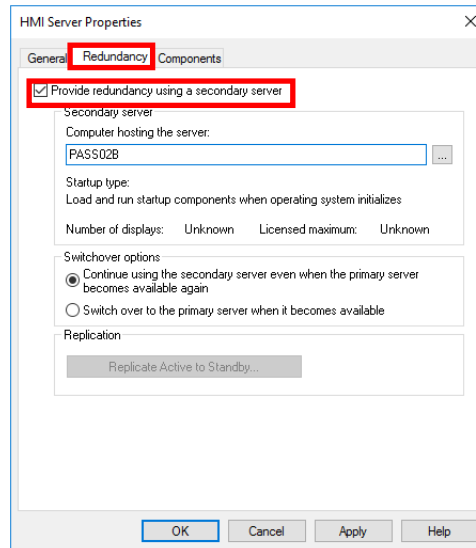 HMI Server Properties
General Redundancy Components
Provide redundancy using a secondary server
Secondary server
Computer hosting the server:
PASS02B
...
Startup type:
Load and run startup components when operating system initializes
Number of displays: Unknown Licensed maximum: Unknown
Switchover options
Continue using the secondary server even when the primary server
becomes available again
Switch over to the primary server when it becomes available
Replication
Replicate Active to Standby...
OK Cancel Apply Help